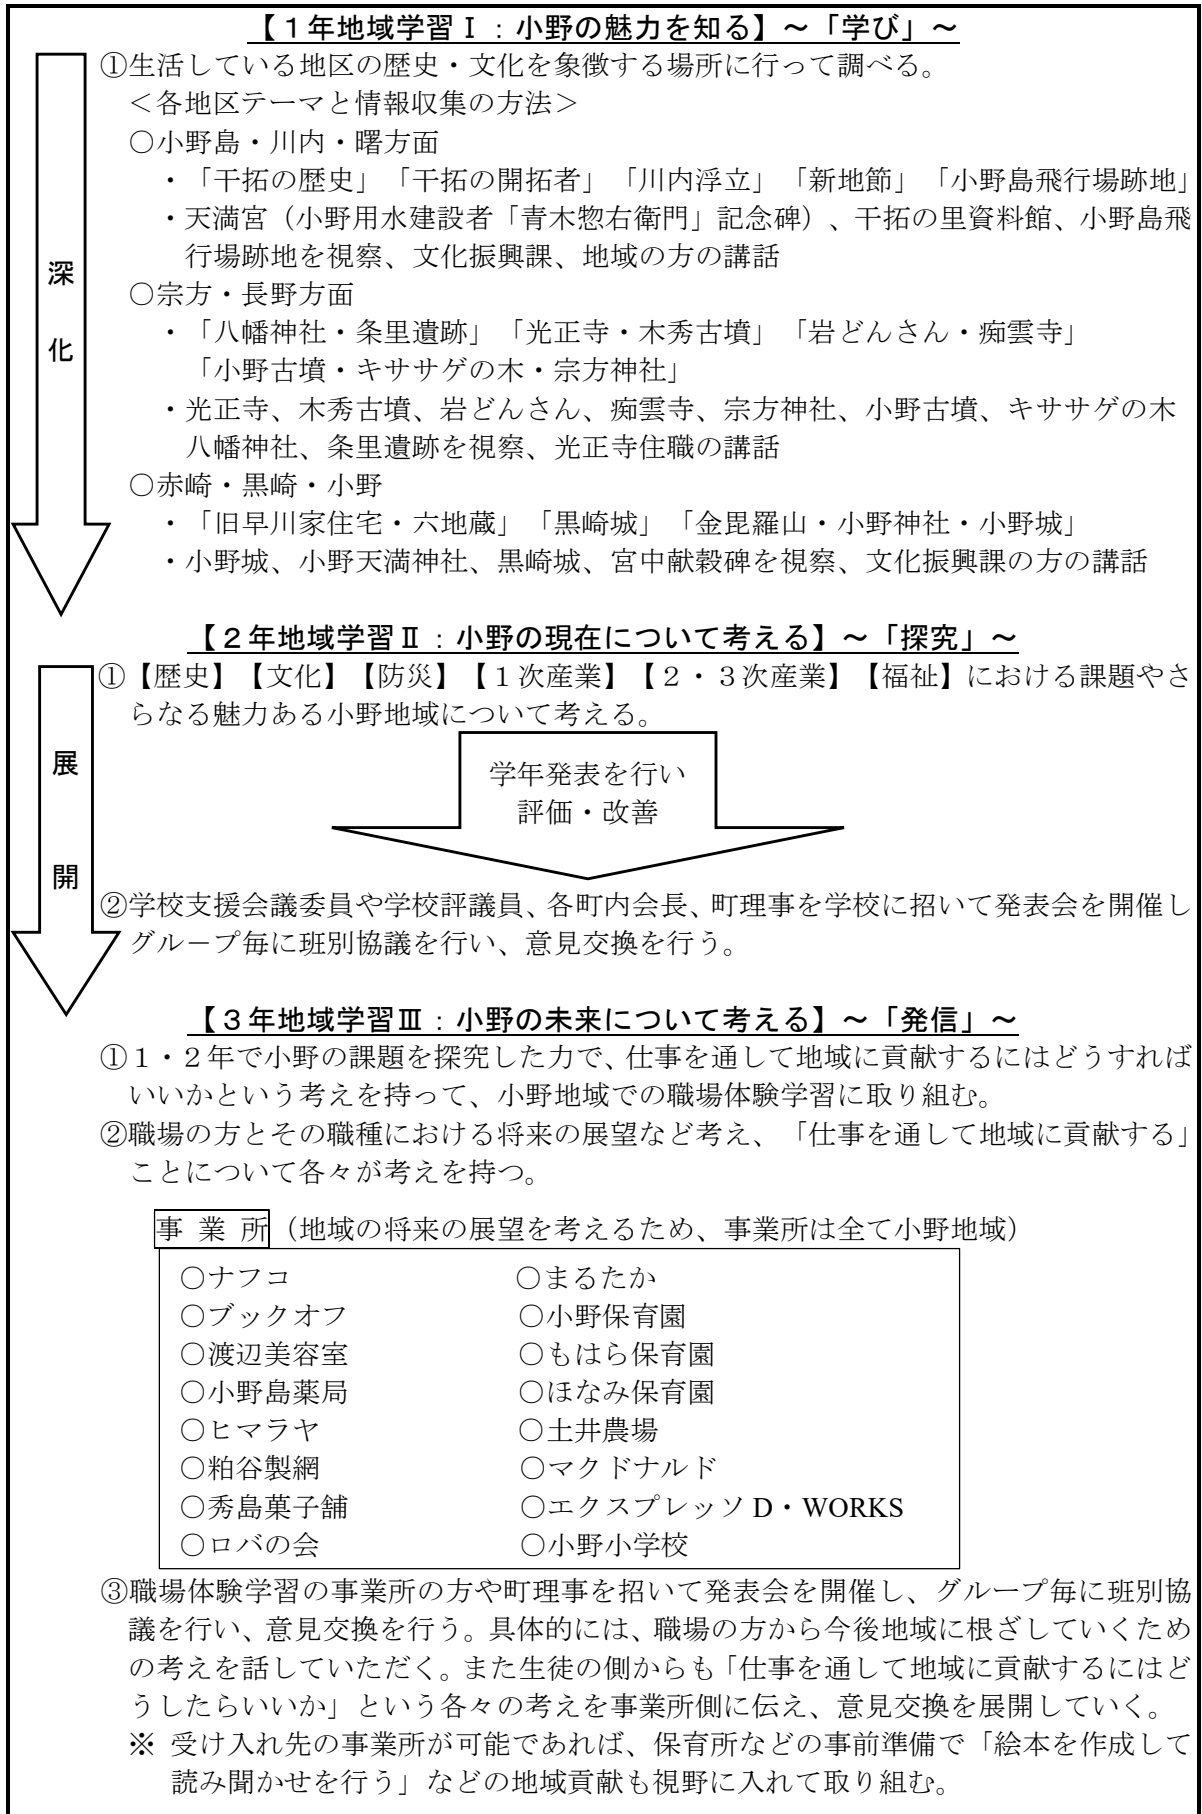 【１年地域学習Ⅰ：小野の魅力を知る】～「学び」～
①生活している地区の歴史・文化を象徴する場所に行って調べる。
＜各地区テーマと情報収集の方法＞
○小野島・川内・曙方面
・「干拓の歴史」「干拓の開拓者」「川内浮立」「新地節」「小野島飛行場跡地」
・天満宮（小野用水建設者「青木惣右衛門」記念碑）、干拓の里資料館、小野島飛
行場跡地を視察、文化振興課、地域の方の講話
○宗方・長野方面
・「八幡神社・条里遺跡」「光正寺・木秀古墳」「岩どんさん・痴雲寺」
「小野古墳・キササゲの木・宗方神社」
・光正寺、木秀古墳、岩どんさん、痴雲寺、宗方神社、小野古墳、キササゲの木
八幡神社、条里遺跡を視察、光正寺住職の講話
○赤崎・黒崎・小野
・「旧早川家住宅・六地蔵」「黒崎城」「金毘羅山・小野神社・小野城」
・小野城、小野天満神社、黒崎城、宮中献穀碑を視察、文化振興課の方の講話
深
化
【２年地域学習Ⅱ：小野の現在について考える】～「探究」～
①【歴史】【文化】【防災】【１次産業】【２・３次産業】【福祉】における課題やさ
らなる魅力ある小野地域について考える。
学年発表を行い
評価・改善
展
開
②学校支援会議委員や学校評議員、各町内会長、町理事を学校に招いて発表会を開催し
グループ毎に班別協議を行い、意見交換を行う。
【３年地域学習Ⅲ：小野の未来について考える】～「発信」～
①１・２年で小野の課題を探究した力で、仕事を通して地域に貢献するにはどうすれば
いいかという考えを持って、小野地域での職場体験学習に取り組む。
②職場の方とその職種における将来の展望など考え、「仕事を通して地域に貢献する」
ことについて各々が考えを持つ。
事 業 所（地域の将来の展望を考えるため、事業所は全て小野地域）
○ナフコ ○まるたか
○ブックオフ ○小野保育園
○渡辺美容室 ○もはら保育園
○小野島薬局 ○ほなみ保育園
○ヒマラヤ ○土井農場
○粕谷製網 ○マクドナルド
○秀島菓子舗 ○エクスプレッソ D・WORKS
○ロバの会 ○小野小学校
③職場体験学習の事業所の方や町理事を招いて発表会を開催し、グループ毎に班別協
議を行い、意見交換を行う。具体的には、職場の方から今後地域に根ざしていくため
の考えを話していただく。また生徒の側からも「仕事を通して地域に貢献するにはど
うしたらいいか」という各々の考えを事業所側に伝え、意見交換を展開していく。
※ 受け入れ先の事業所が可能であれば、保育所などの事前準備で「絵本を作成して
読み聞かせを行う」などの地域貢献も視野に入れて取り組む。